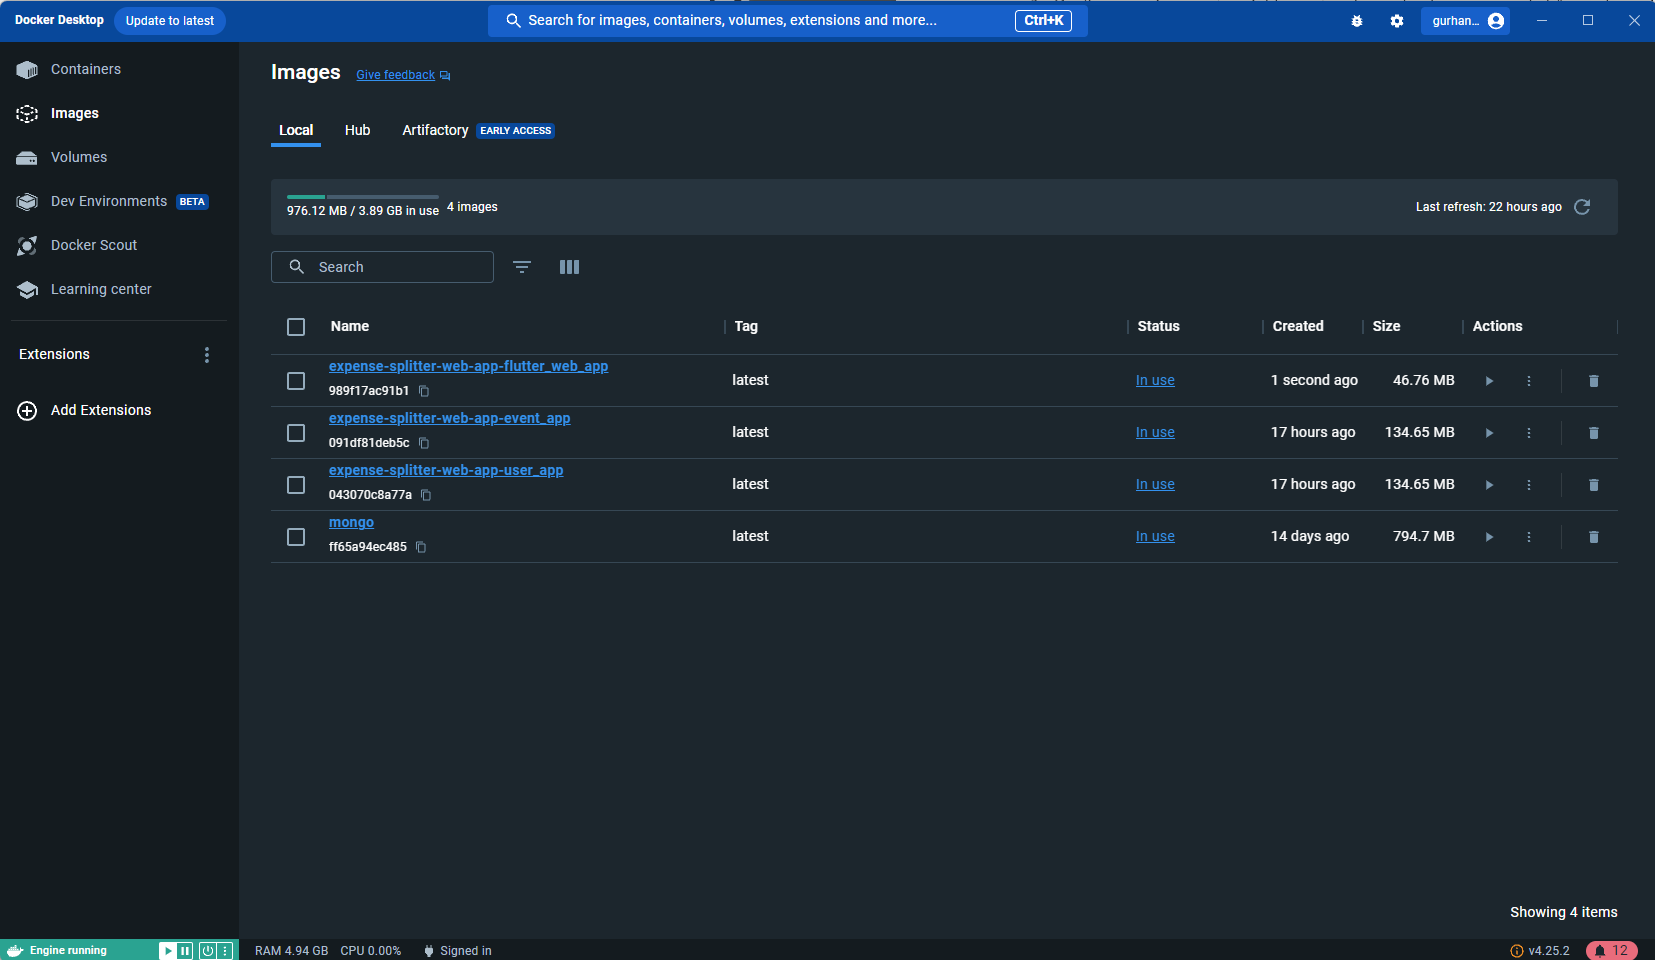 Docker Desktop Update to latest Search for images, containers, volumes, extensions and more... Ctrl+K gurhan...
Containers
Images
Volumes
Dev Environments BETA
Docker Scout
Learning center
Extensions
Add Extensions
Images Give feedback
Local Hub Artifactory EARLY ACCESS
976.12 MB / 3.89 GB in use 4 images Last refresh: 22 hours ago
Search
Name Tag Status Created Size Actions
expense-splitter-web-app-flutter_web_app
989f17ac91b1 latest In use 1 second ago 46.76 MB
expense-splitter-web-app-event_app
091df81deb5c latest In use 17 hours ago 134.65 MB
expense-splitter-web-app-user_app
043070c8a77a latest In use 17 hours ago 134.65 MB
mongo
ff65a94ec485 latest In use 14 days ago 794.7 MB
Showing 4 items
Engine running RAM 4.94 GB CPU 0.00% Signed in v4.25.2 12